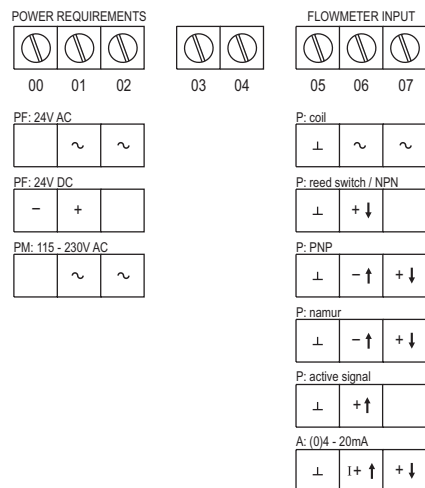 POWER REQUIREMENTS
00 01 02
03 04
FLOWMETER INPUT
05 06 07
PF: 24V AC
~ ~
PF: 24V DC
− +
PM: 115 - 230V AC
~ ~
P: coil
⊥ ~ ~
P: reed switch / NPN
⊥ + ↓
P: PNP
⊥ − ↑ + ↓
P: namur
⊥ − ↑ + ↓
P: active signal
⊥ + ↑
A: (0)4 - 20mA
⊥ I+ ↑ + ↓